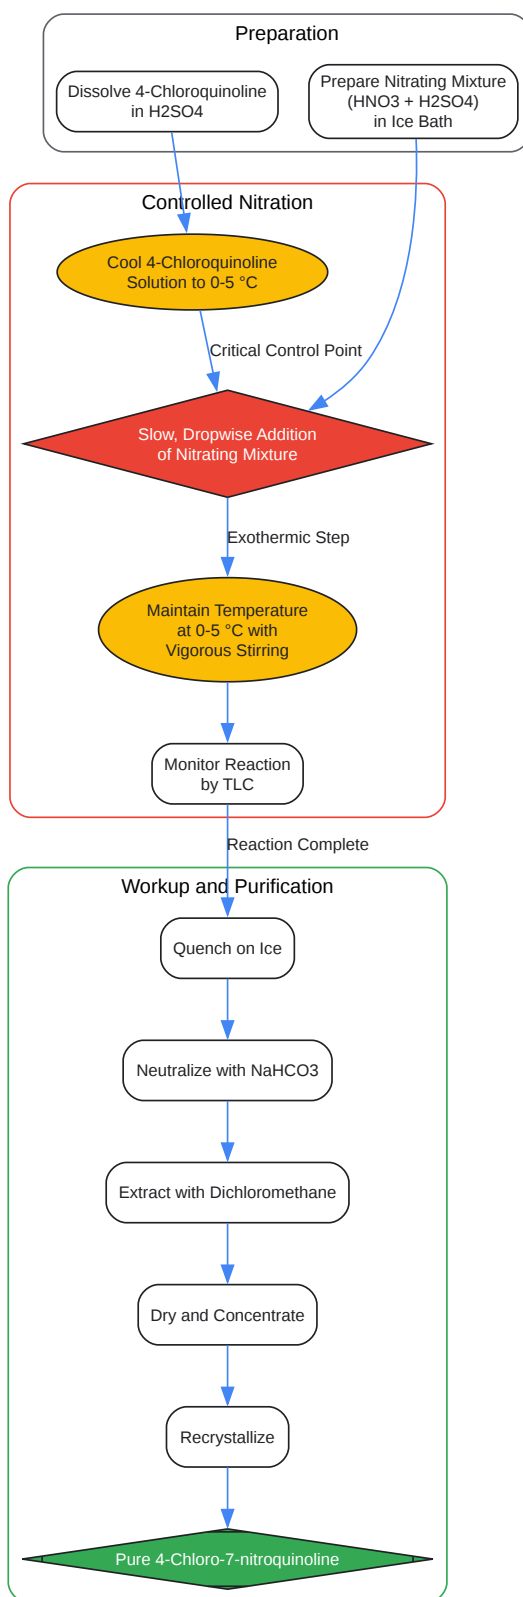 Preparation
Dissolve 4-Chloroquinoline
in H2SO4
Prepare Nitrating Mixture
(HNO3 + H2SO4)
in Ice Bath
Controlled Nitration
Cool 4-Chloroquinoline
Solution to 0-5 °C
Critical Control Point
Slow, Dropwise Addition
of Nitrating Mixture
Exothermic Step
Maintain Temperature
at 0-5 °C with
Vigorous Stirring
Monitor Reaction
by TLC
Reaction Complete
Workup and Purification
Quench on Ice
Neutralize with NaHCO3
Extract with Dichloromethane
Dry and Concentrate
Recrystallize
Pure 4-Chloro-7-nitroquinoline